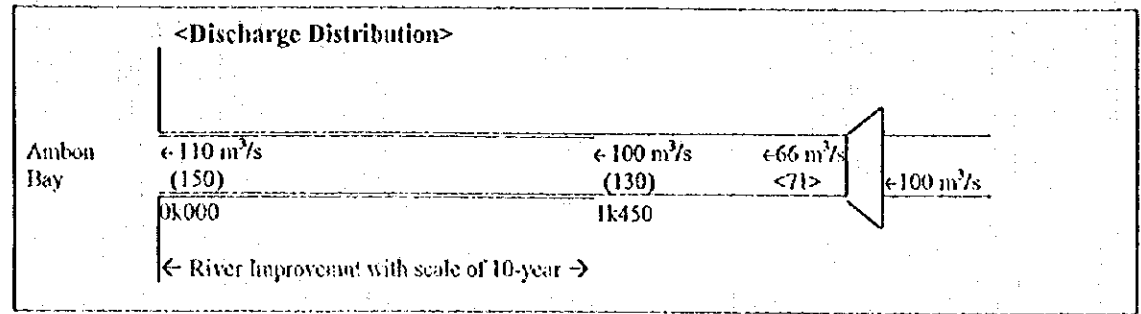 <Discharge Distribution>
Ambon Bay
←110 m³/s ←100 m³/s ←66 m³/s
(150) (130) <71> ←100 m³/s
0k000 1k450
← River Improvemnt with scale of 10-year →